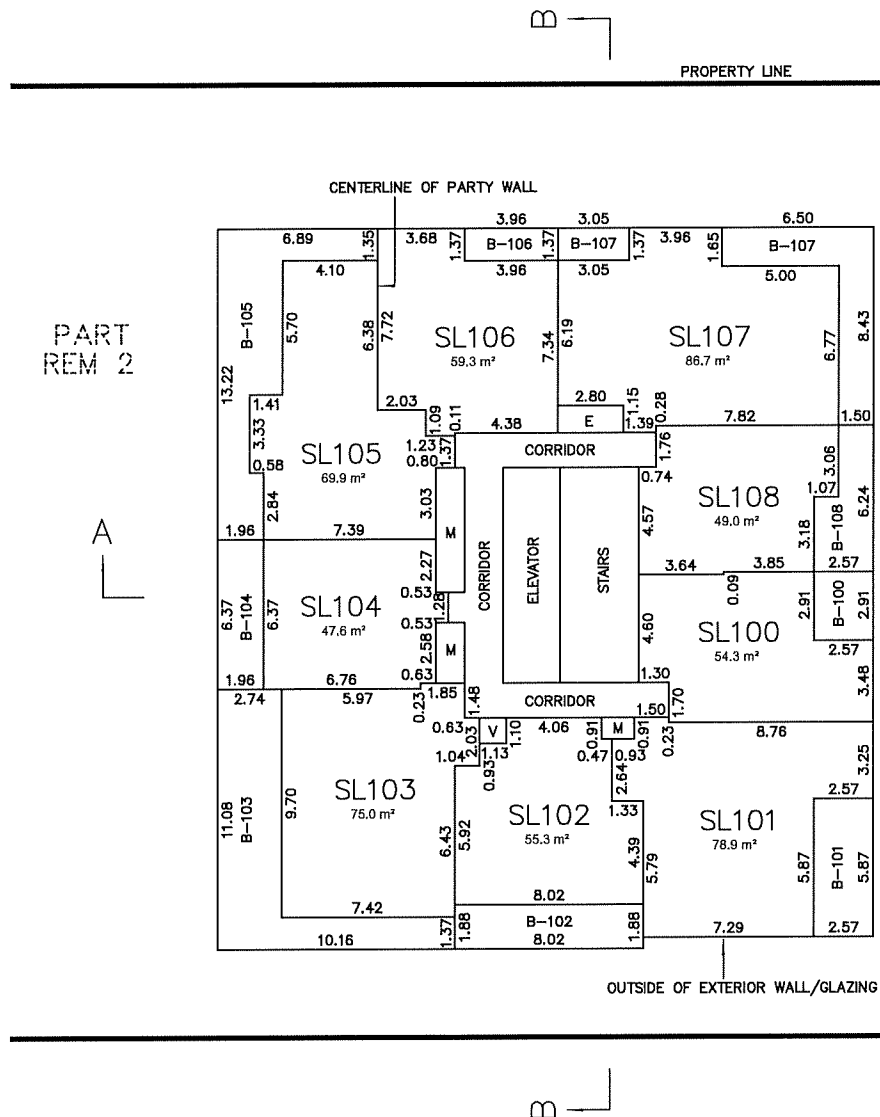 B
PROPERTY LINE
CENTERLINE OF PARTY WALL
3.96 3.05 6.50
6.89 1.35 3.68 1.37 B-106 1.37 B-107 1.37 3.96 1.65 B-107
4.10 3.96 3.05 5.00
PART
REM 2
B-105 5.70 6.38 7.72 SL106 7.34 6.19 SL107 6.77 8.43
59.3 m² 86.7 m²
13.22
1.41 2.03 2.80
1.09 0.11 4.38 E 1.15 1.39 0.28 7.82 1.50
3.33 SL105 1.23 1.37 CORRIDOR 1.76 3.06
0.58 69.9 m² 0.80 0.74 1.07
2.84 3.03 M SL108 6.24
49.0 m²
A
1.96 7.39 4.57 3.18 B-108
CORRIDOR ELEVATOR STAIRS
2.27 3.64 3.85 2.57
0.53 0.09
6.37 B-104 6.37 SL104 1.28 2.91 B-100 2.91
47.6 m² 0.53 SL100
2.58 M 4.60 54.3 m² 2.57
1.96 6.76 0.63 1.30 3.48
2.74 5.97 0.23 1.85 1.48 CORRIDOR 1.50 1.70
0.63 2.03 V 1.10 4.06 0.91 M 0.91 0.23 8.76
1.04 1.13 0.47 0.93 3.25
0.93 2.64
SL103 1.33 2.57
75.0 m²
11.08 B-103 9.70 SL102 SL101
55.3 m² 78.9 m²
6.43 5.92 4.39 5.79 5.87 B-101 5.87
8.02
7.42 B-102
10.16 1.37 1.88 8.02 1.88 7.29 2.57
OUTSIDE OF EXTERIOR WALL/GLAZING
B